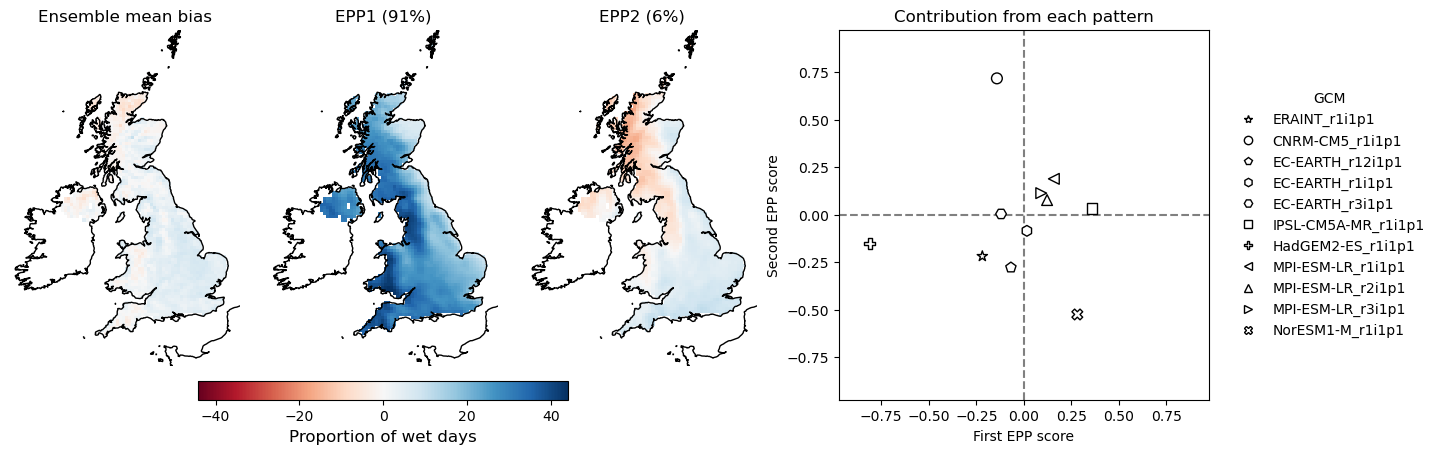 Ensemble mean bias
EPP1 (91%)
EPP2 (6%)
−40
−20
0
20
40
Proportion of wet days
Contribution from each pattern
0.75
0.50
0.25
0.00
−0.25
−0.50
−0.75
Second EPP score
−0.75
−0.50
−0.25
0.00
0.25
0.50
0.75
First EPP score
GCM
ERAINT_r1i1p1
CNRM-CM5_r1i1p1
EC-EARTH_r12i1p1
EC-EARTH_r1i1p1
EC-EARTH_r3i1p1
IPSL-CM5A-MR_r1i1p1
HadGEM2-ES_r1i1p1
MPI-ESM-LR_r1i1p1
MPI-ESM-LR_r2i1p1
MPI-ESM-LR_r3i1p1
NorESM1-M_r1i1p1